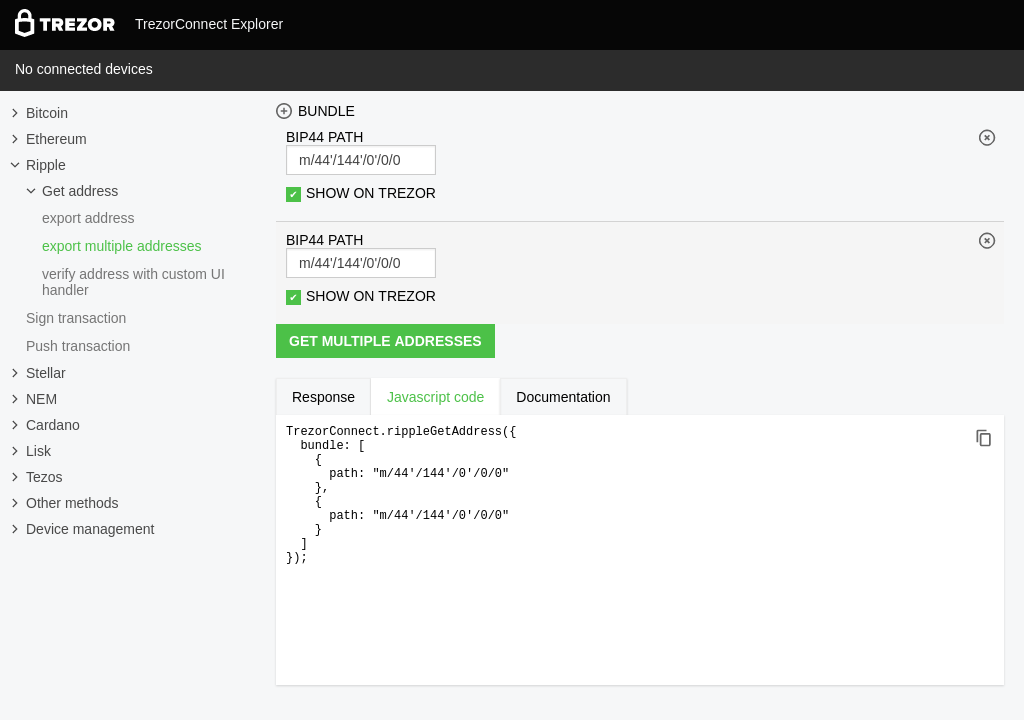 TREZOR TrezorConnect Explorer
No connected devices
Bitcoin
Ethereum
Ripple
Get address
export address
export multiple addresses
verify address with custom UI
handler
Sign transaction
Push transaction
Stellar
NEM
Cardano
Lisk
Tezos
Other methods
Device management
BUNDLE
BIP44 PATH
m/44'/144'/0'/0/0
SHOW ON TREZOR
BIP44 PATH
m/44'/144'/0'/0/0
SHOW ON TREZOR
GET MULTIPLE ADDRESSES
Response Javascript code Documentation
TrezorConnect.rippleGetAddress({
  bundle: [
    {
      path: "m/44'/144'/0'/0/0"
    },
    {
      path: "m/44'/144'/0'/0/0"
    }
  ]
});